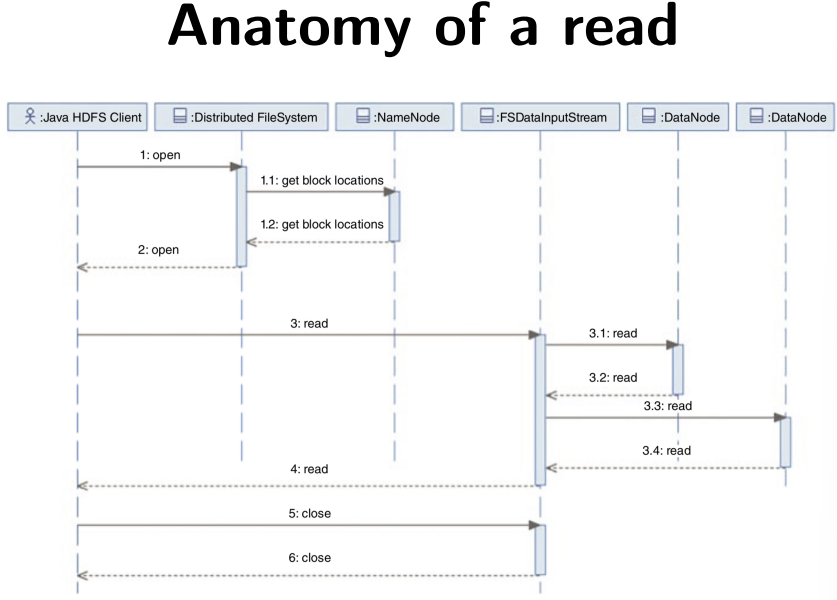 Anatomy of a read
:Java HDFS Client
:Distributed FileSystem
:NameNode
:FSDataInputStream
:DataNode
:DataNode
1: open
1.1: get block locations
1.2: get block locations
2: open
3: read
3.1: read
3.2: read
3.3: read
3.4: read
4: read
5: close
6: close